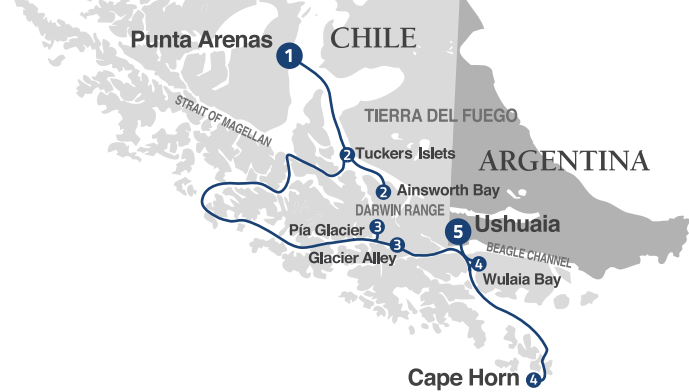 Punta Arenas
1
CHILE
STRAIT OF MAGELLAN
TIERRA DEL FUEGO
2
Tuckers Islets
ARGENTINA
2
Ainsworth Bay
DARWIN RANGE
Pía Glacier
3
5
Ushuaia
Glacier Alley
3
BEAGLE CHANNEL
4
Wulaia Bay
Cape Horn
4